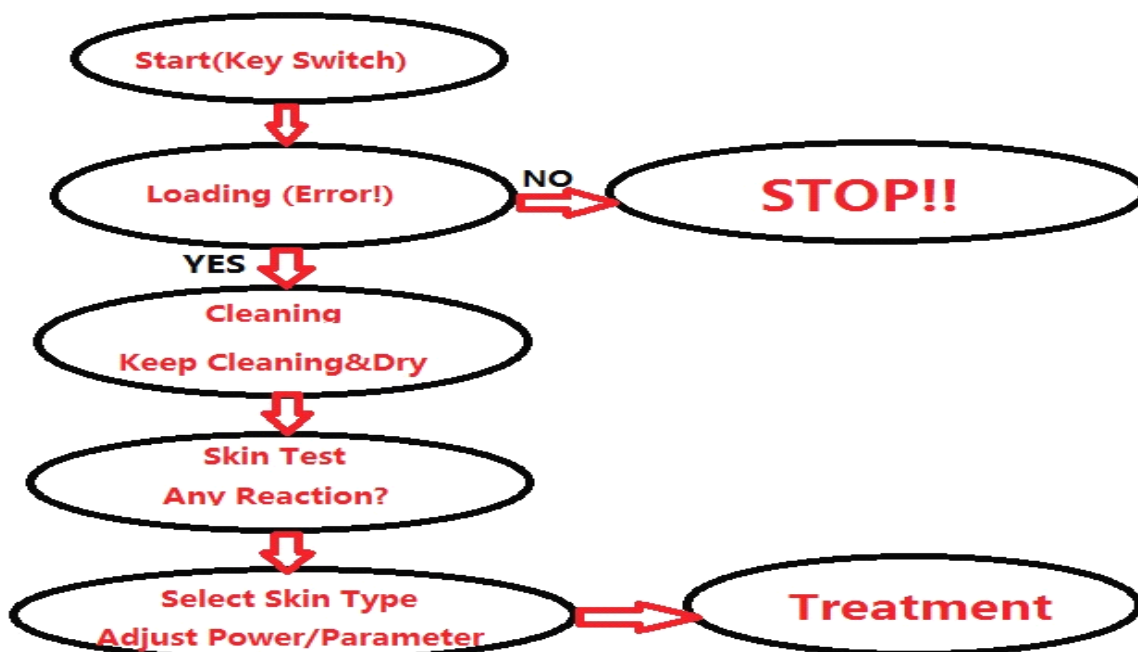 Start(Key Switch)
Loading (Error!)
NO
STOP!!
YES
Cleaning
Keep Cleaning&Dry
Skin Test
Any Reaction?
Select Skin Type
Adjust Power/Parameter
Treatment